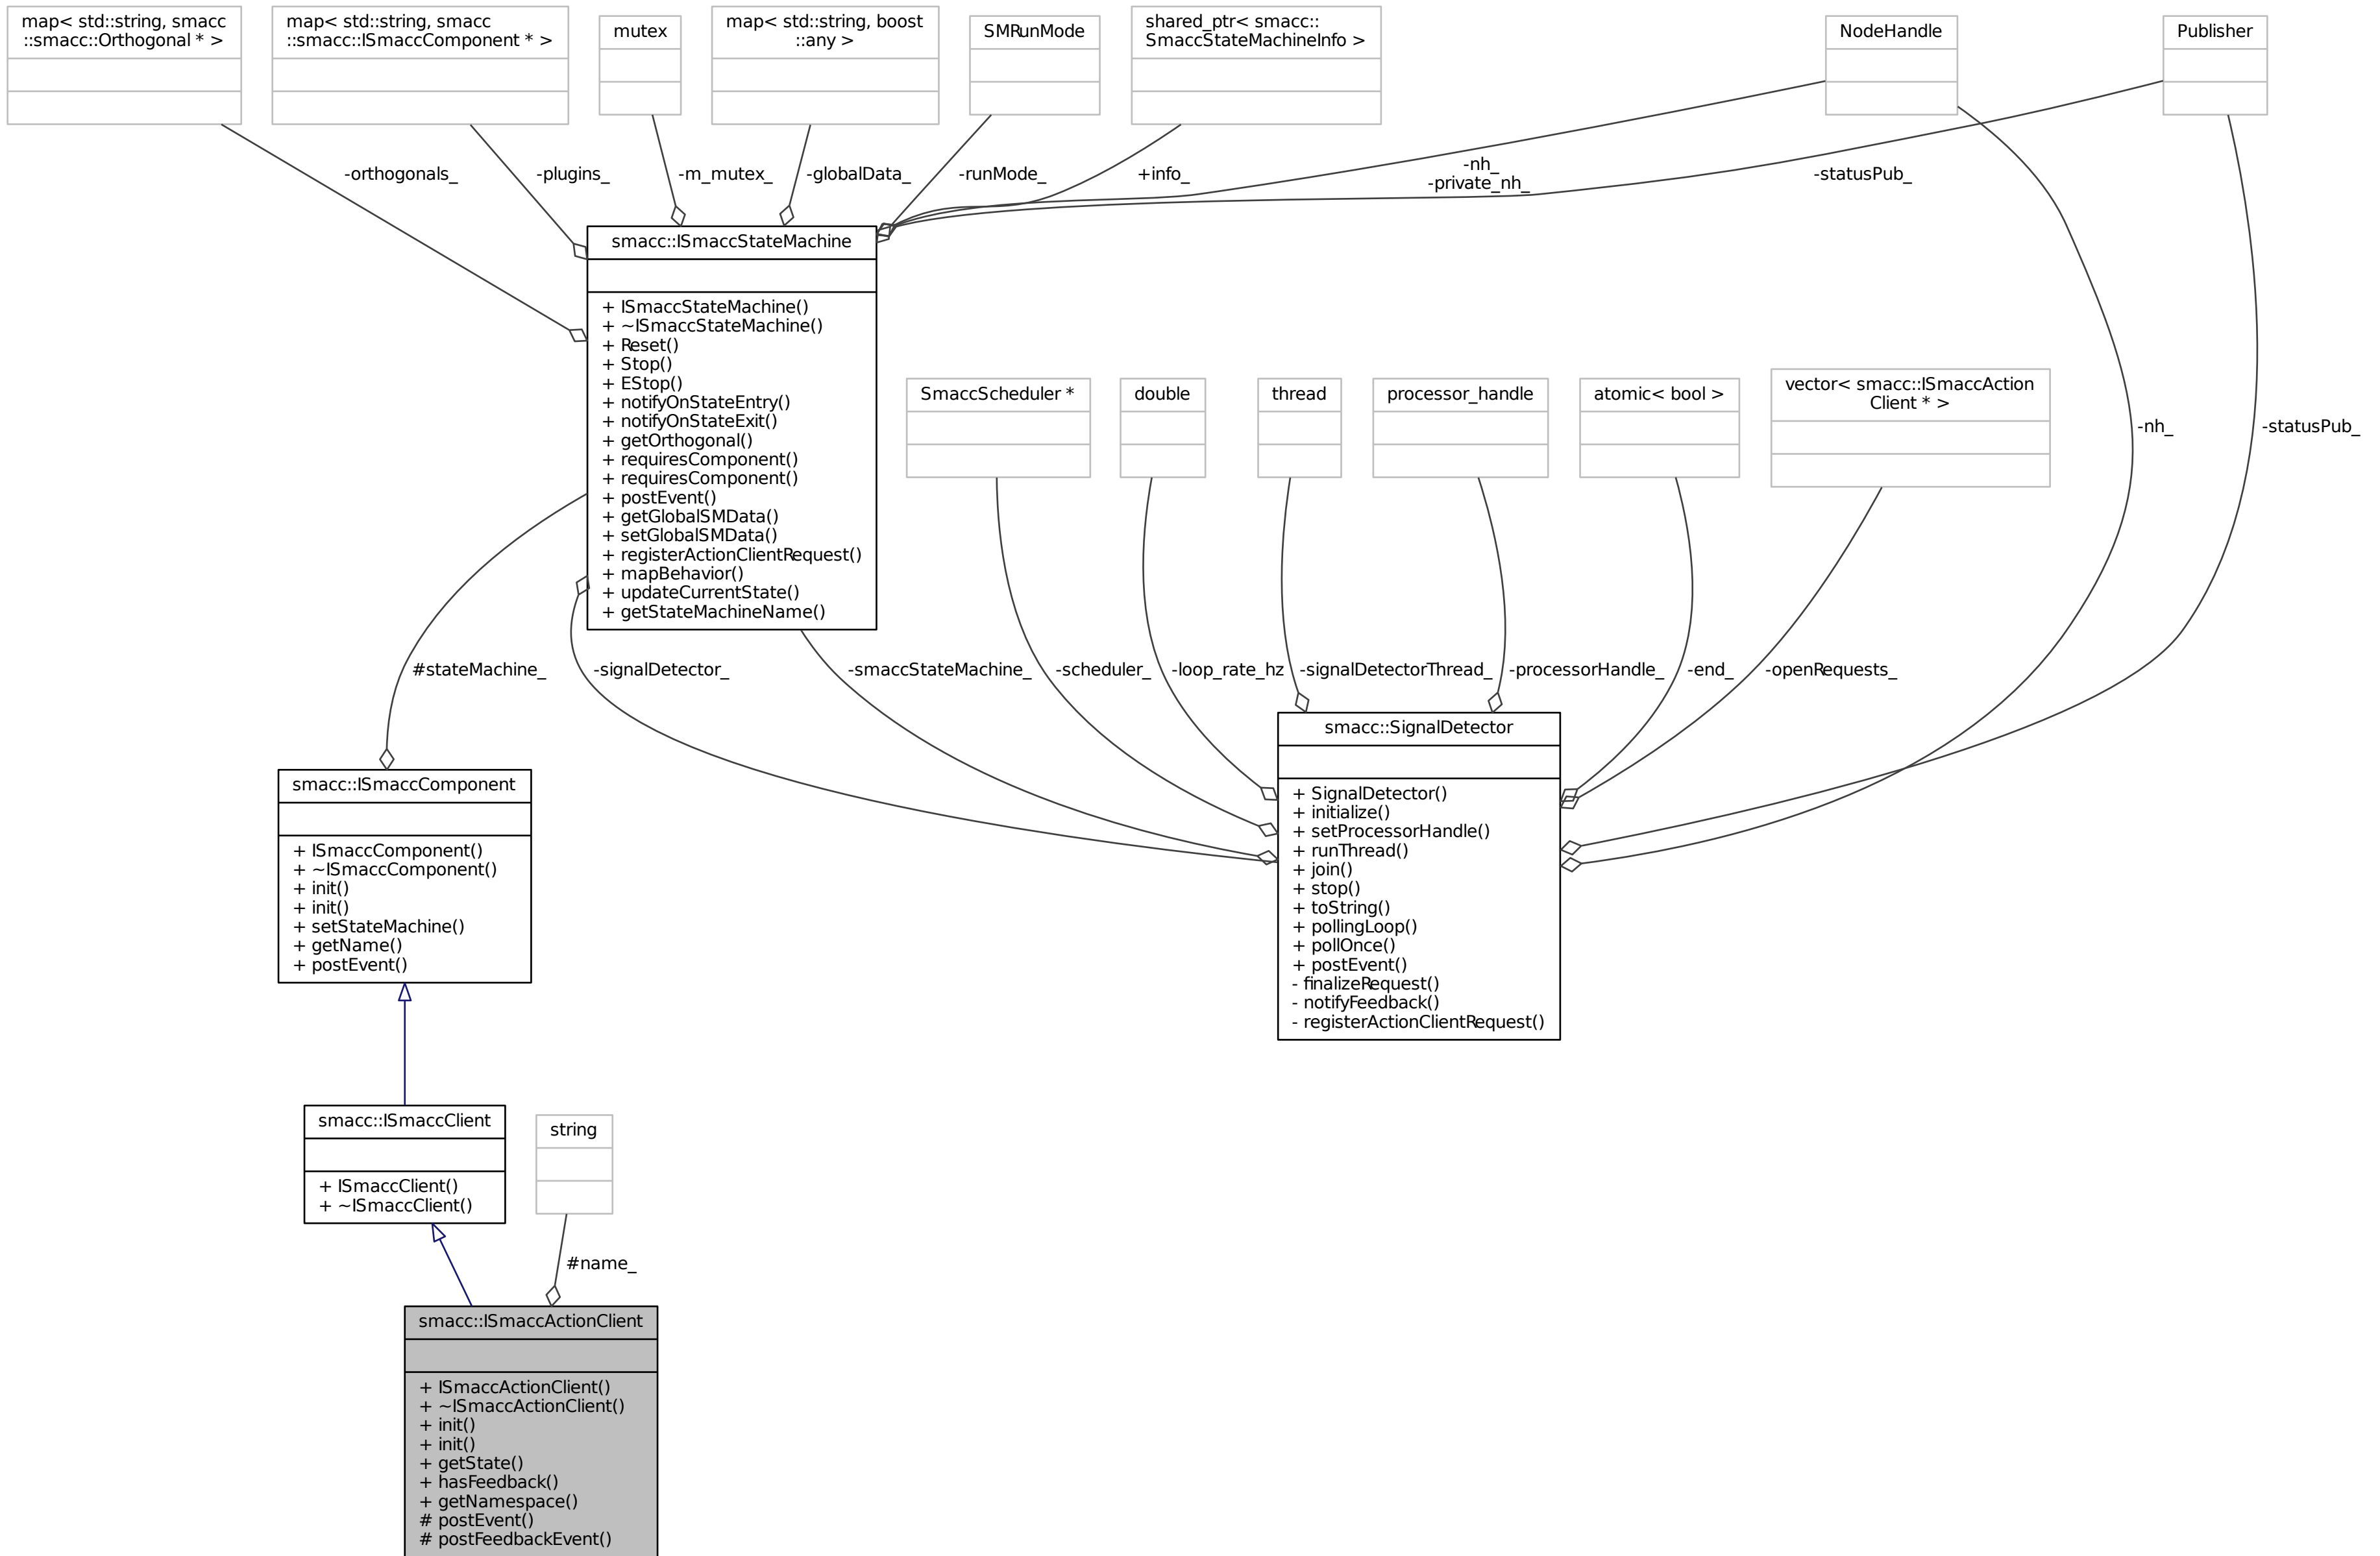 map< std::string, smacc
::smacc::Orthogonal * >
map< std::string, smacc
::smacc::ISmaccComponent * >
mutex
map< std::string, boost
::any >
SMRunMode
shared_ptr< smacc::
SmaccStateMachineInfo >
NodeHandle
Publisher
-orthogonals_
-plugins_
-m_mutex_
-globalData_
-runMode_
+info_
-nh_
-private_nh_
-statusPub_
smacc::ISmaccStateMachine
+ ISmaccStateMachine()
+ ~ISmaccStateMachine()
+ Reset()
+ Stop()
+ EStop()
+ notifyOnStateEntry()
+ notifyOnStateExit()
+ getOrthogonal()
+ requiresComponent()
+ requiresComponent()
+ postEvent()
+ getGlobalSMData()
+ setGlobalSMData()
+ registerActionClientRequest()
+ mapBehavior()
+ updateCurrentState()
+ getStateMachineName()
SmaccScheduler *
double
thread
processor_handle
atomic< bool >
vector< smacc::ISmaccAction
Client * >
-nh_
-statusPub_
#stateMachine_
-signalDetector_
-smaccStateMachine_
-scheduler_
-loop_rate_hz
-signalDetectorThread_
-processorHandle_
-end_
-openRequests_
smacc::SignalDetector
+ SignalDetector()
+ initialize()
+ setProcessorHandle()
+ runThread()
+ join()
+ stop()
+ toString()
+ pollingLoop()
+ pollOnce()
+ postEvent()
- finalizeRequest()
- notifyFeedback()
- registerActionClientRequest()
smacc::ISmaccComponent
+ ISmaccComponent()
+ ~ISmaccComponent()
+ init()
+ init()
+ setStateMachine()
+ getName()
+ postEvent()
smacc::ISmaccClient
+ ISmaccClient()
+ ~ISmaccClient()
string
#name_
smacc::ISmaccActionClient
+ ISmaccActionClient()
+ ~ISmaccActionClient()
+ init()
+ init()
+ getState()
+ hasFeedback()
+ getNamespace()
# postEvent()
# postFeedbackEvent()